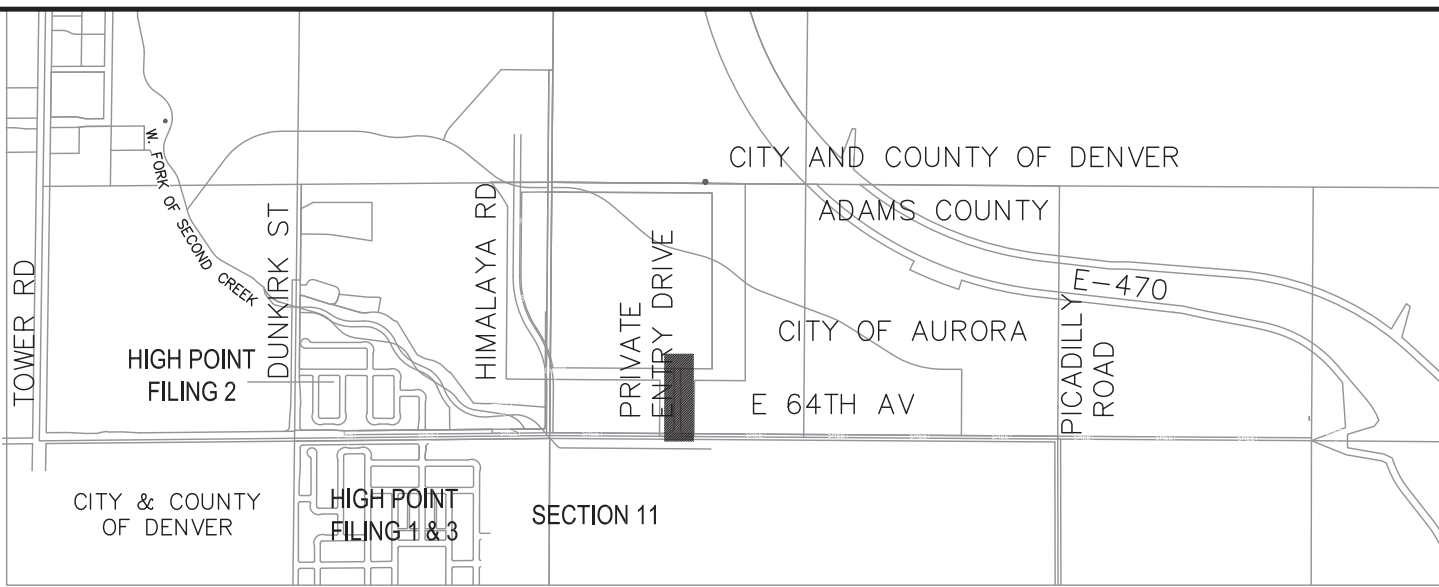 CITY AND COUNTY OF DENVER
ADAMS COUNTY
W. FORK OF SECOND CREEK
TOWER RD
DUNKIRK ST
HIMALAYA RD
PRIVATE
ENTRY DRIVE
E-470
CITY OF AURORA
PICADILLY
ROAD
HIGH POINT
FILING 2
E 64TH AV
CITY & COUNTY
OF DENVER
HIGH POINT
FILING 1 & 3
SECTION 11